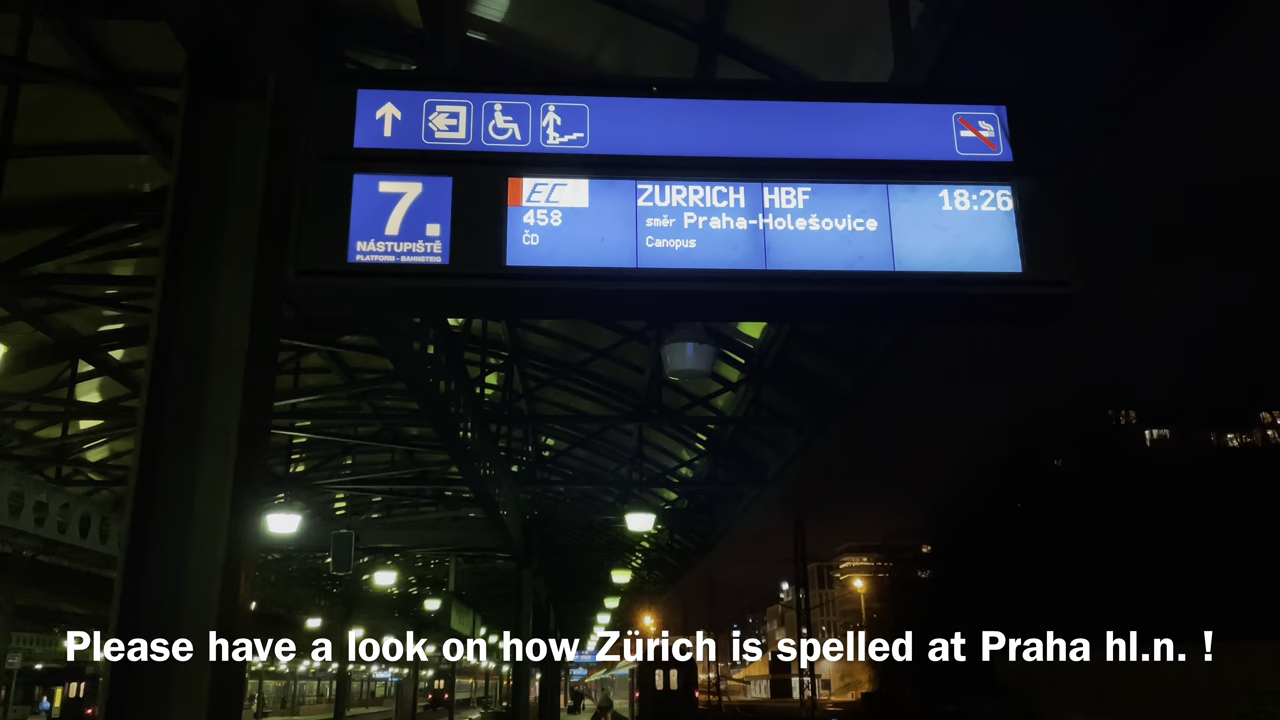 7.
NÁSTUPIŠTĚ
PLATFORM - BAHNSTEIG
EC
458
ČD
ZURRICH HBF
směr Praha-Holešovice
Canopus
18:26
Please have a look on how Zürich is spelled at Praha hl.n. !